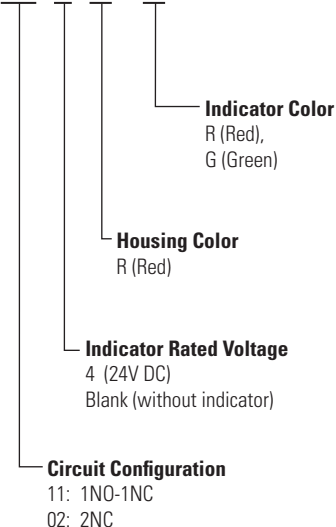 Indicator Color
R (Red),
G (Green)
Housing Color
R (Red)
Indicator Rated Voltage
4 (24V DC)
Blank (without indicator)
Circuit Configuration
11: 1NO-1NC
02: 2NC